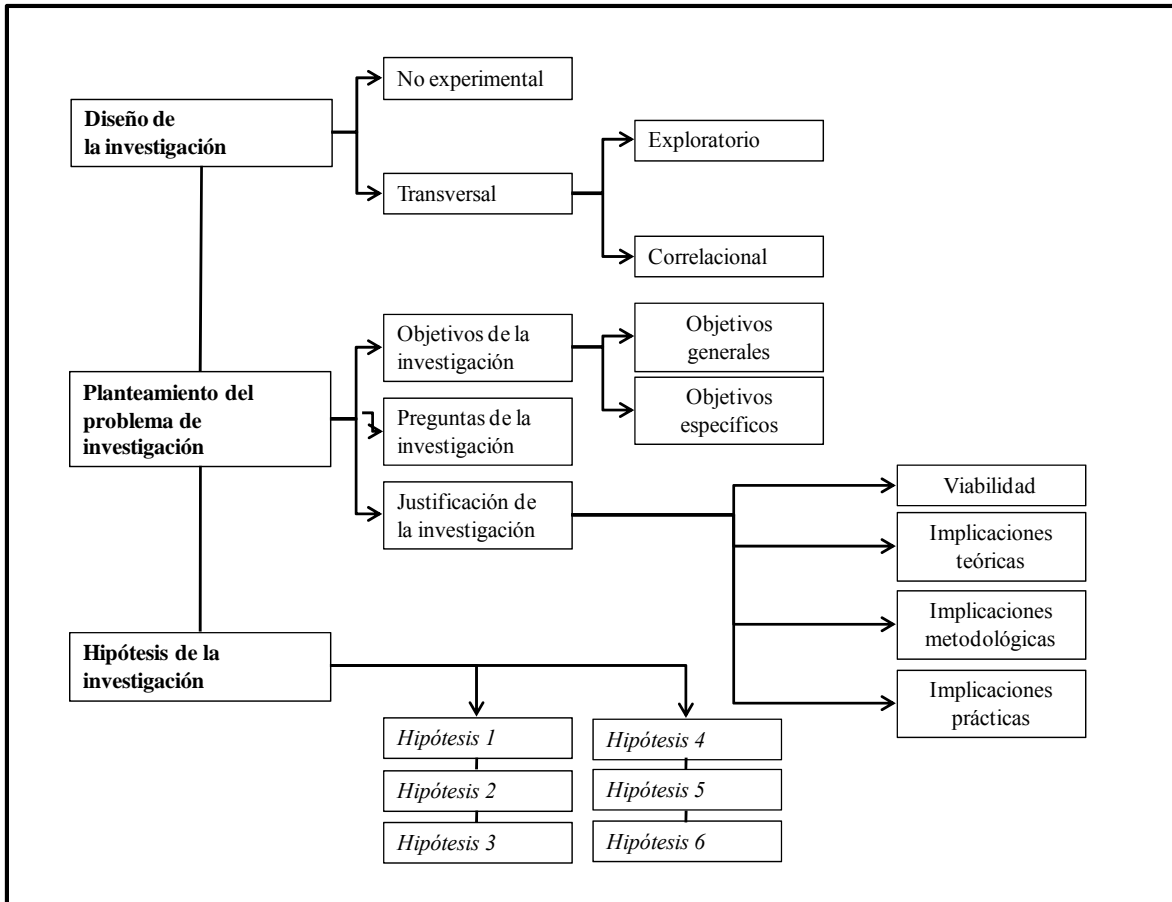 No experimental
Diseño de
la investigación
Exploratorio
Transversal
Correlacional
Objetivos de la
investigación
Objetivos
generales
Planteamiento del
problema de
investigación
Objetivos
específicos
Preguntas de la
investigación
Justificación de
la investigación
Viabilidad
Implicaciones
teóricas
Implicaciones
metodológicas
Implicaciones
prácticas
Hipótesis de la
investigación
Hipótesis 1
Hipótesis 2
Hipótesis 3
Hipótesis 4
Hipótesis 5
Hipótesis 6